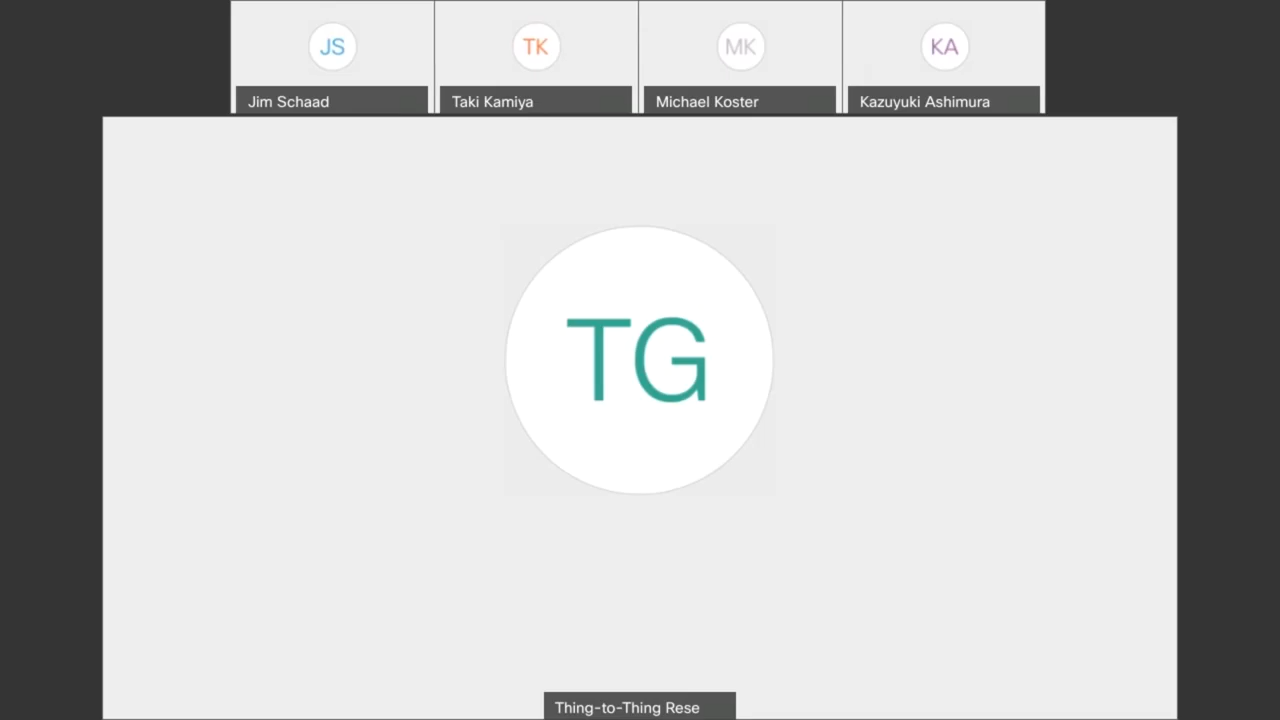 JS
TK
MK
KA
Jim Schaad
Taki Kamiya
Michael Koster
Kazuyuki Ashimura
TG
Thing-to-Thing Rese